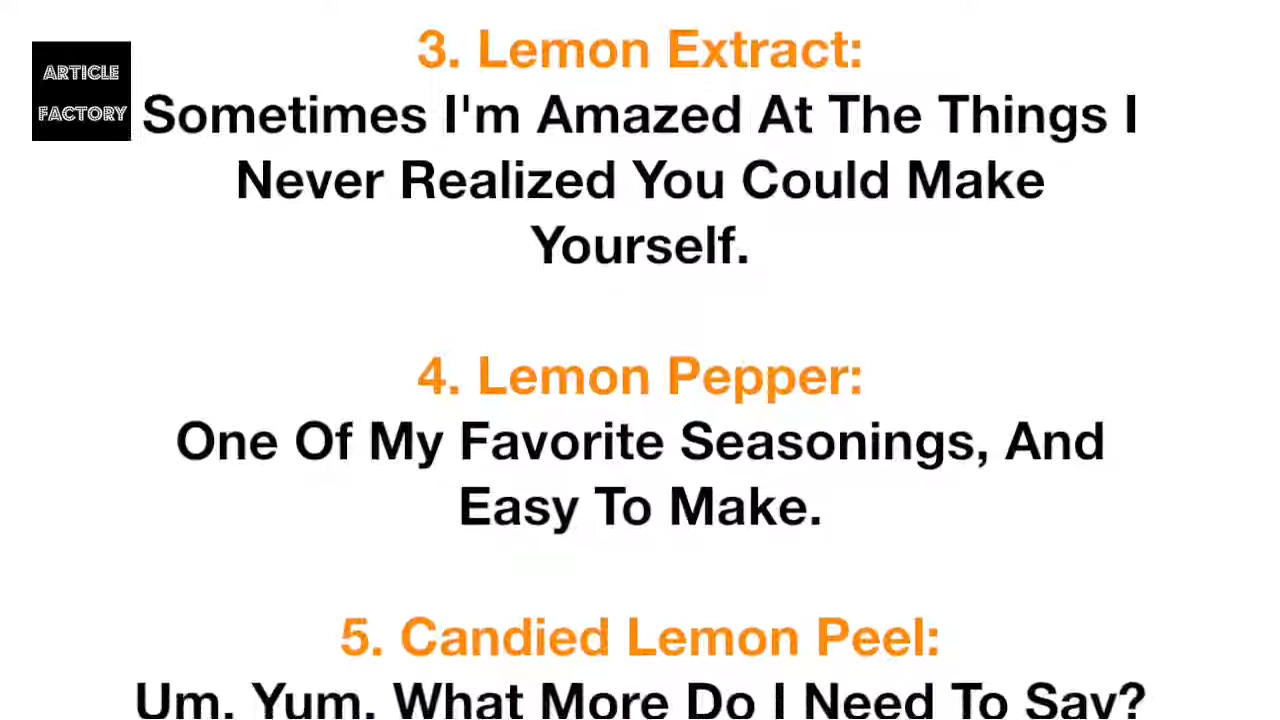 ARTICLE
FACTORY
3. Lemon Extract:
Sometimes I'm Amazed At The Things I
Never Realized You Could Make
Yourself.
4. Lemon Pepper:
One Of My Favorite Seasonings, And
Easy To Make.
5. Candied Lemon Peel:
Um. Yum. What More Do I Need To Say?